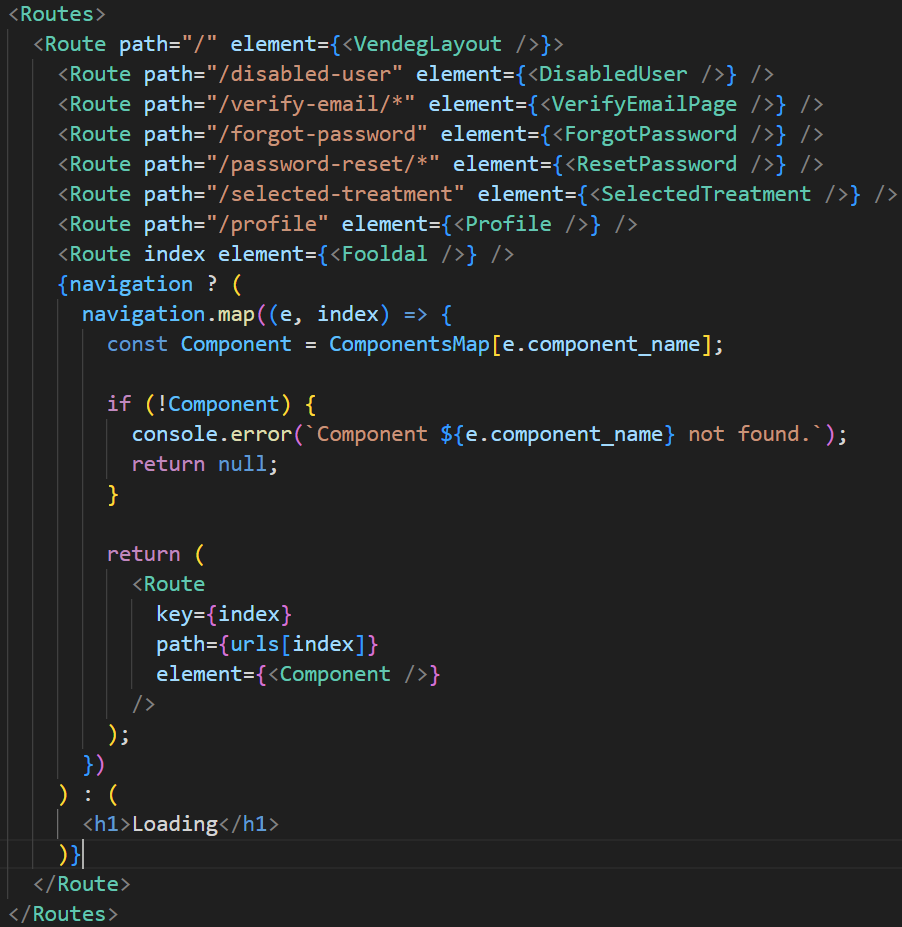 <Routes>
<Route path="/" element={<VendegLayout />}>
<Route path="/disabled-user" element={<DisabledUser />} />
<Route path="/verify-email/*" element={<VerifyEmailPage />} />
<Route path="/forgot-password" element={<ForgotPassword />} />
<Route path="/password-reset/*" element={<ResetPassword />} />
<Route path="/selected-treatment" element={<SelectedTreatment />} />
<Route path="/profile" element={<Profile />} />
<Route index element={<Fooldal />} />
{navigation ? (
navigation.map((e, index) => {
const Component = ComponentsMap[e.component_name];
if (!Component) {
console.error(`Component ${e.component_name} not found.`);
return null;
}
return (
<Route
key={index}
path={urls[index]}
element={<Component />}
/>
);
})
) : (
<h1>Loading</h1>
)}
</Route>
</Routes>